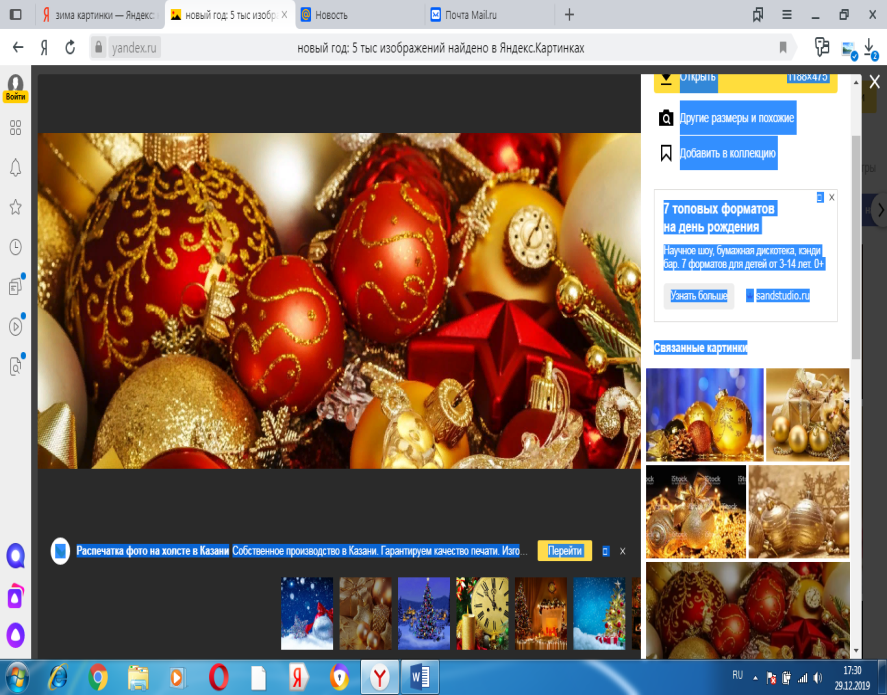 зима картинки — Яндекс:
новый год: 5 тыс изобр.
Новость
Почта Mail.ru
yandex.ru
новый год: 5 тыс изображений найдено в Яндекс.Картинках
Войти
Открыть 1188×475
Другие размеры и похожие
Добавить в коллекцию
7 топовых форматов
на день рождения
Научное шоу, бумажная дискотека, кэнди
бар. 7 форматов для детей от 3-14 лет. 0+
Узнать больше
sandstudio.ru
Связанные картинки
iStock
Распечатка фото на холсте в Казани Собственное производство в Казани. Гарантируем качество печати. Изго...
Перейти
RU
17:30
29.12.2019